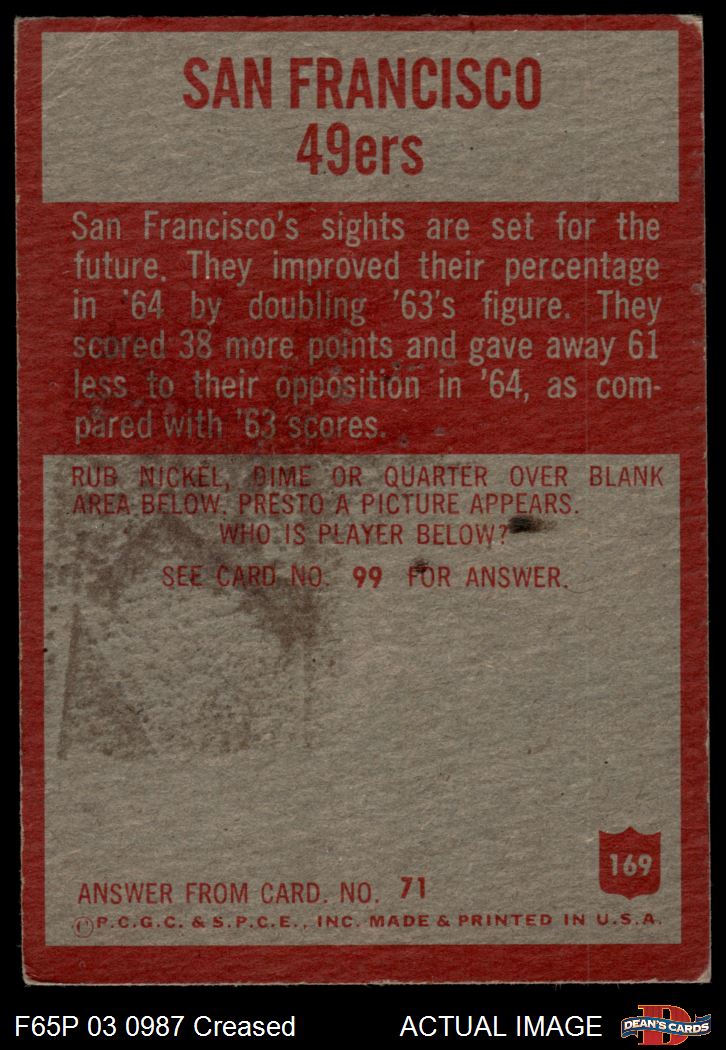 SAN FRANCISCO
49ers
San Francisco's sights are set for the
future. They improved their percentage
in '64 by doubling '63's figure. They
scored 38 more points and gave away 61
less to their opposition in '64, as com-
pared with '63 scores.
RUB NICKEL, DIME OR QUARTER OVER BLANK
AREA BELOW. PRESTO A PICTURE APPEARS.
WHO IS PLAYER BELOW?
SEE CARD NO. 99 FOR ANSWER.
169
ANSWER FROM CARD. NO. 71
©P.C.G.C. & S.P.C.E., INC. MADE & PRINTED IN U.S.A.
F65P 03 0987 Creased
ACTUAL IMAGE
D
DEAN'S CARDS